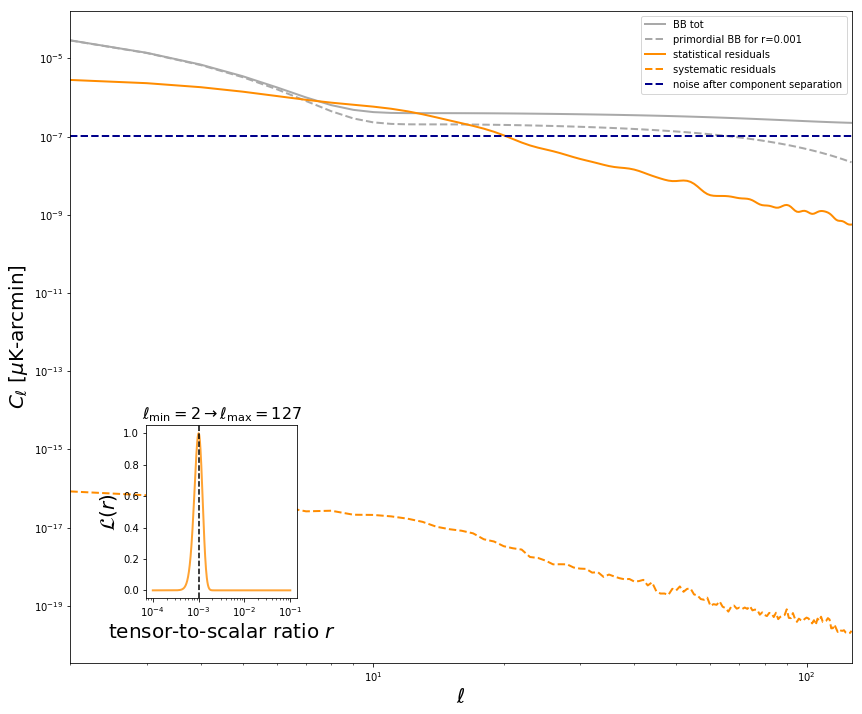 BB tot
primordial BB for r=0.001
statistical residuals
systematic residuals
noise after component separation
10⁻⁵
10⁻⁷
10⁻⁹
10⁻¹¹
10⁻¹³
10⁻¹⁵
10⁻¹⁷
10⁻¹⁹
C_ℓ [μK-arcmin]
ℓ_min = 2 → ℓ_max = 127
1.0
0.8
0.6
0.4
0.2
0.0
ℒ(r)
10⁻⁴ 10⁻³ 10⁻² 10⁻¹
tensor-to-scalar ratio r
10¹ 10²
ℓ